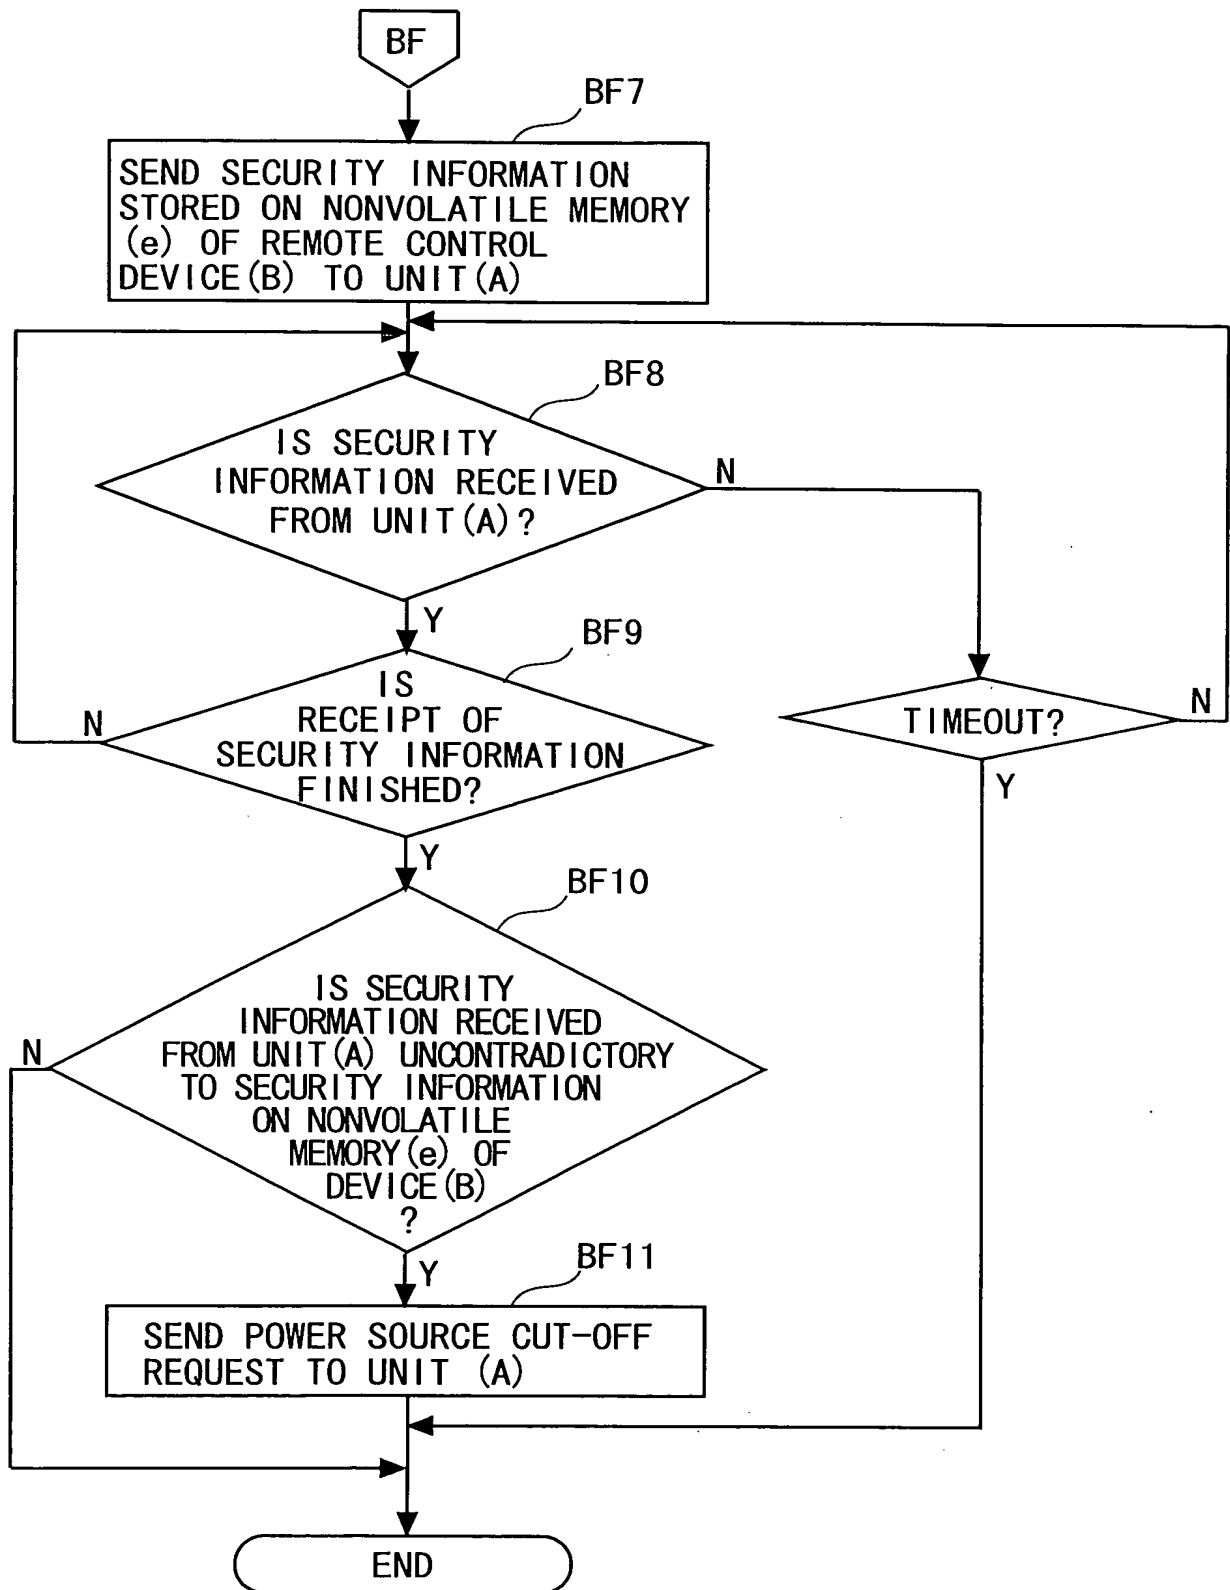 BF
BF7
SEND SECURITY INFORMATION
STORED ON NONVOLATILE MEMORY
(e) OF REMOTE CONTROL
DEVICE(B) TO UNIT(A)
BF8
IS SECURITY
INFORMATION RECEIVED
FROM UNIT(A)?
N
Y
BF9
IS
RECEIPT OF
SECURITY INFORMATION
FINISHED?
N
TIMEOUT?
N
Y
Y
BF10
IS SECURITY
INFORMATION RECEIVED
FROM UNIT(A) UNCONTRADICTORY
TO SECURITY INFORMATION
ON NONVOLATILE
MEMORY(e) OF
DEVICE(B)
?
N
Y
BF11
SEND POWER SOURCE CUT-OFF
REQUEST TO UNIT (A)
END